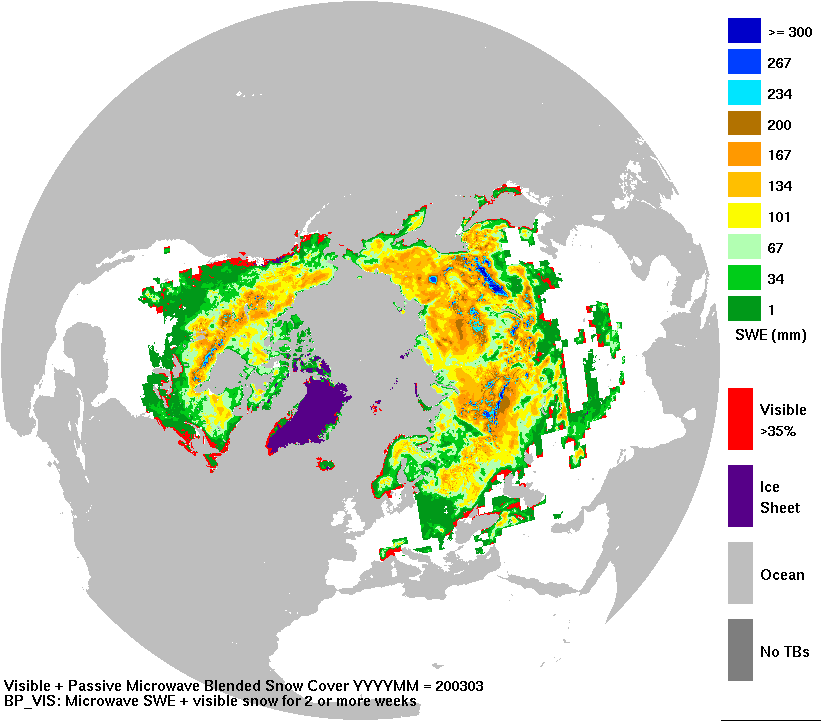 >= 300
267
234
200
167
134
101
67
34
1
SWE (mm)
Visible
>35%
Ice
Sheet
Ocean
No TBs
Visible + Passive Microwave Blended Snow Cover YYYYMM = 200303
BP_VIS: Microwave SWE + visible snow for 2 or more weeks